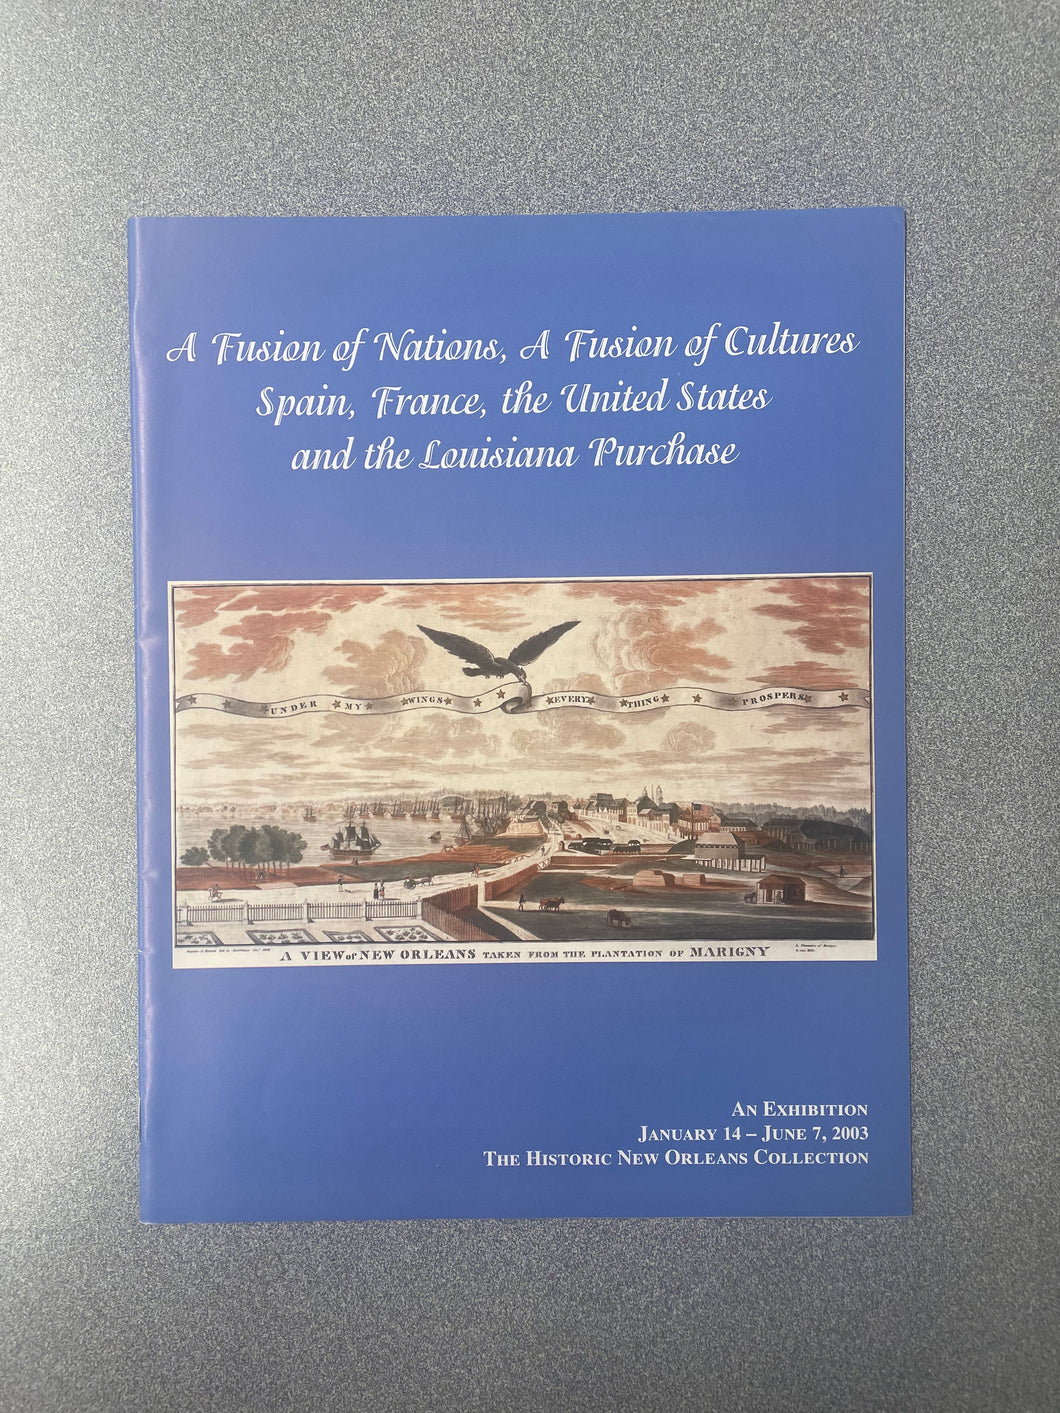 A Fusion of Nations, A Fusion of Cultures
Spain, France, the United States
and the Louisiana Purchase
UNDER MY WINGS EVERY THING PROSPERS
A VIEW of NEW ORLEANS TAKEN FROM THE PLANTATION OF MARIGNY
AN EXHIBITION
JANUARY 14 – JUNE 7, 2003
THE HISTORIC NEW ORLEANS COLLECTION